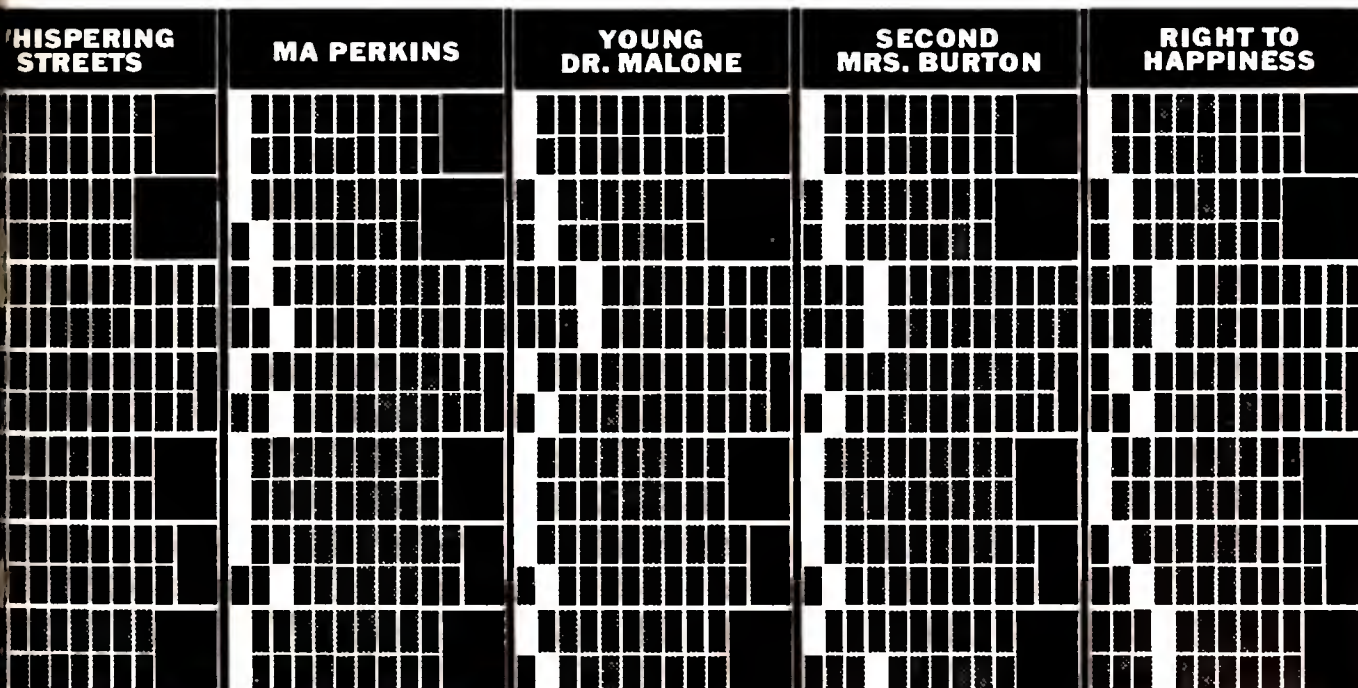 'HISPERING
STREETS
MA PERKINS
YOUNG
DR. MALONE
SECOND
MRS. BURTON
RIGHT TO
HAPPINESS